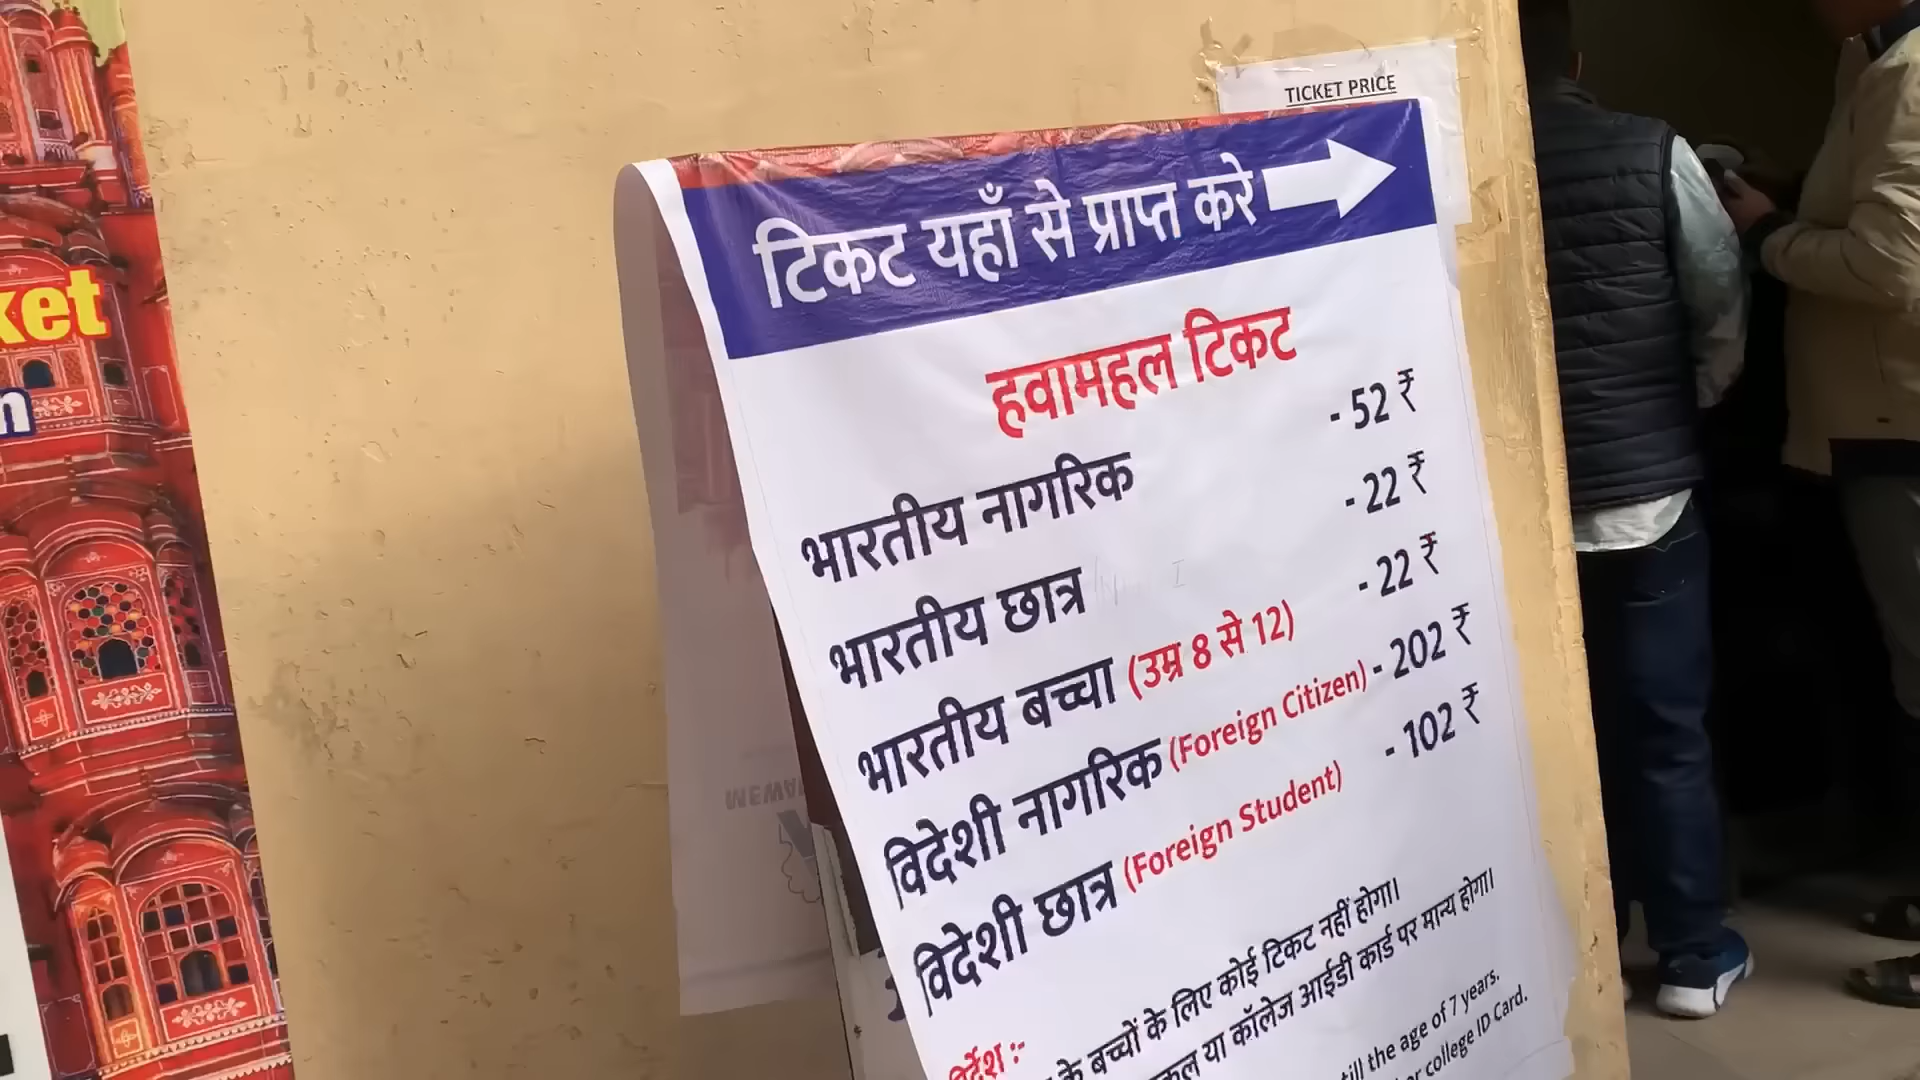 ket
n
TICKET PRICE
टिकट यहाँ से प्राप्त करे
हवामहल टिकट
भारतीय नागरिक - 52 ₹
भारतीय छात्र - 22 ₹
भारतीय बच्चा (उम्र 8 से 12) - 22 ₹
विदेशी नागरिक (Foreign Citizen) - 202 ₹
विदेशी छात्र (Foreign Student) - 102 ₹
के बच्चों के लिए कोई टिकट नहीं होगा।
या कॉलेज आईडी कार्ड पर मान्य होगा।
till the age of 7 years.
or college ID Card.